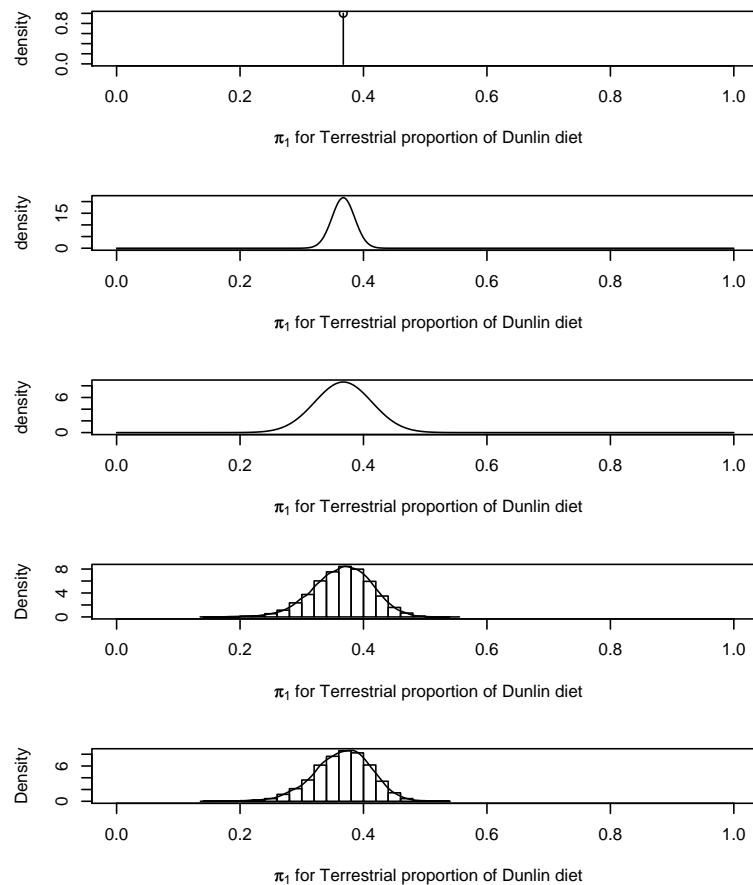 density
0.0 0.8
0.0 0.2 0.4 0.6 0.8 1.0
π1 for Terrestrial proportion of Dunlin diet
density
0 15
0.0 0.2 0.4 0.6 0.8 1.0
π1 for Terrestrial proportion of Dunlin diet
density
0 6
0.0 0.2 0.4 0.6 0.8 1.0
π1 for Terrestrial proportion of Dunlin diet
Density
0 4 8
0.0 0.2 0.4 0.6 0.8 1.0
π1 for Terrestrial proportion of Dunlin diet
Density
0 6
0.0 0.2 0.4 0.6 0.8 1.0
π1 for Terrestrial proportion of Dunlin diet